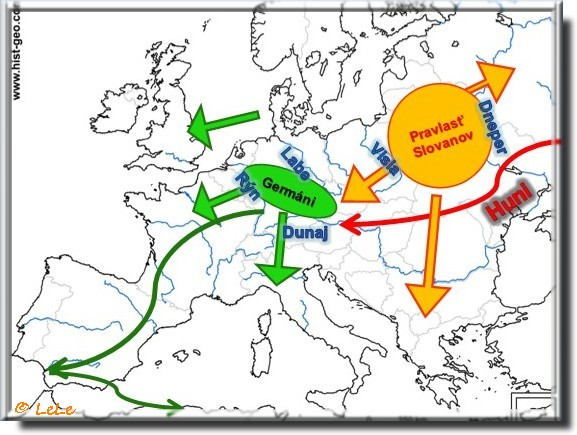 www.hist-geo.co
Pravlasť
Slovanov
Dneper
Visla
Labe
Rýn
Germáni
Huni
Dunaj
© LeLe